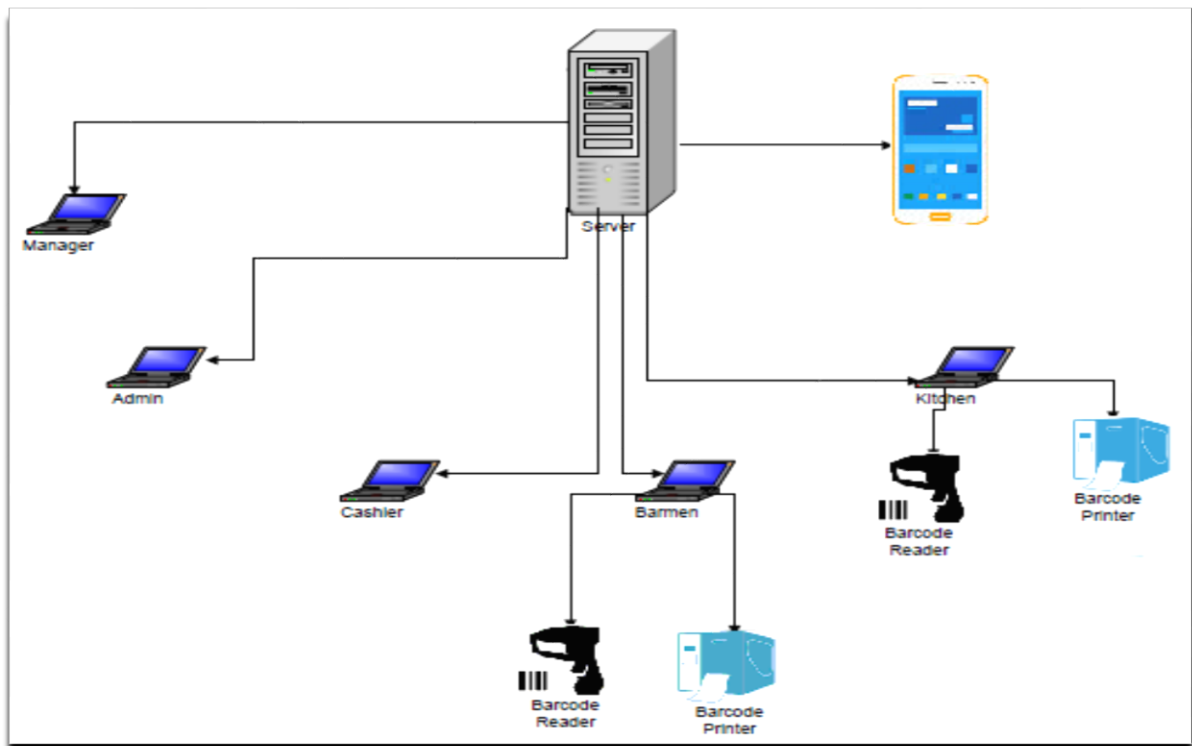 Server
Manager
Admin
Kitchen
Cashier
Barmen
Barcode
Reader
Barcode
Printer
Barcode
Reader
Barcode
Printer